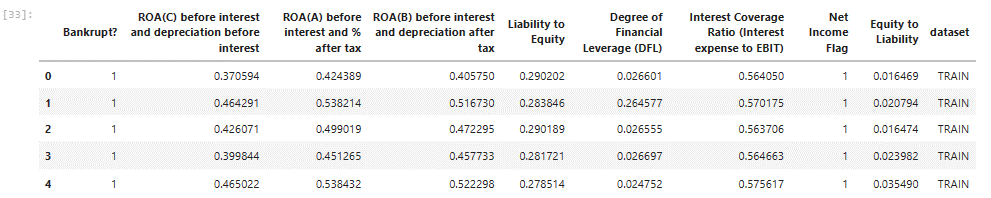 [33]:
Bankrupt? ROA(C) before interest and depreciation before interest ROA(A) before interest and % after tax ROA(B) before interest and depreciation after tax Liability to Equity Degree of Financial Leverage (DFL) Interest Coverage Ratio (Interest expense to EBIT) Net Income Flag Equity to Liability dataset
0 1 0.370594 0.424389 0.405750 0.290202 0.026601 0.564050 1 0.016469 TRAIN
1 1 0.464291 0.538214 0.516730 0.283846 0.264577 0.570175 1 0.020794 TRAIN
2 1 0.426071 0.499019 0.472295 0.290189 0.026555 0.563706 1 0.016474 TRAIN
3 1 0.399844 0.451265 0.457733 0.281721 0.026697 0.564663 1 0.023982 TRAIN
4 1 0.465022 0.538432 0.522298 0.278514 0.024752 0.575617 1 0.035490 TRAIN